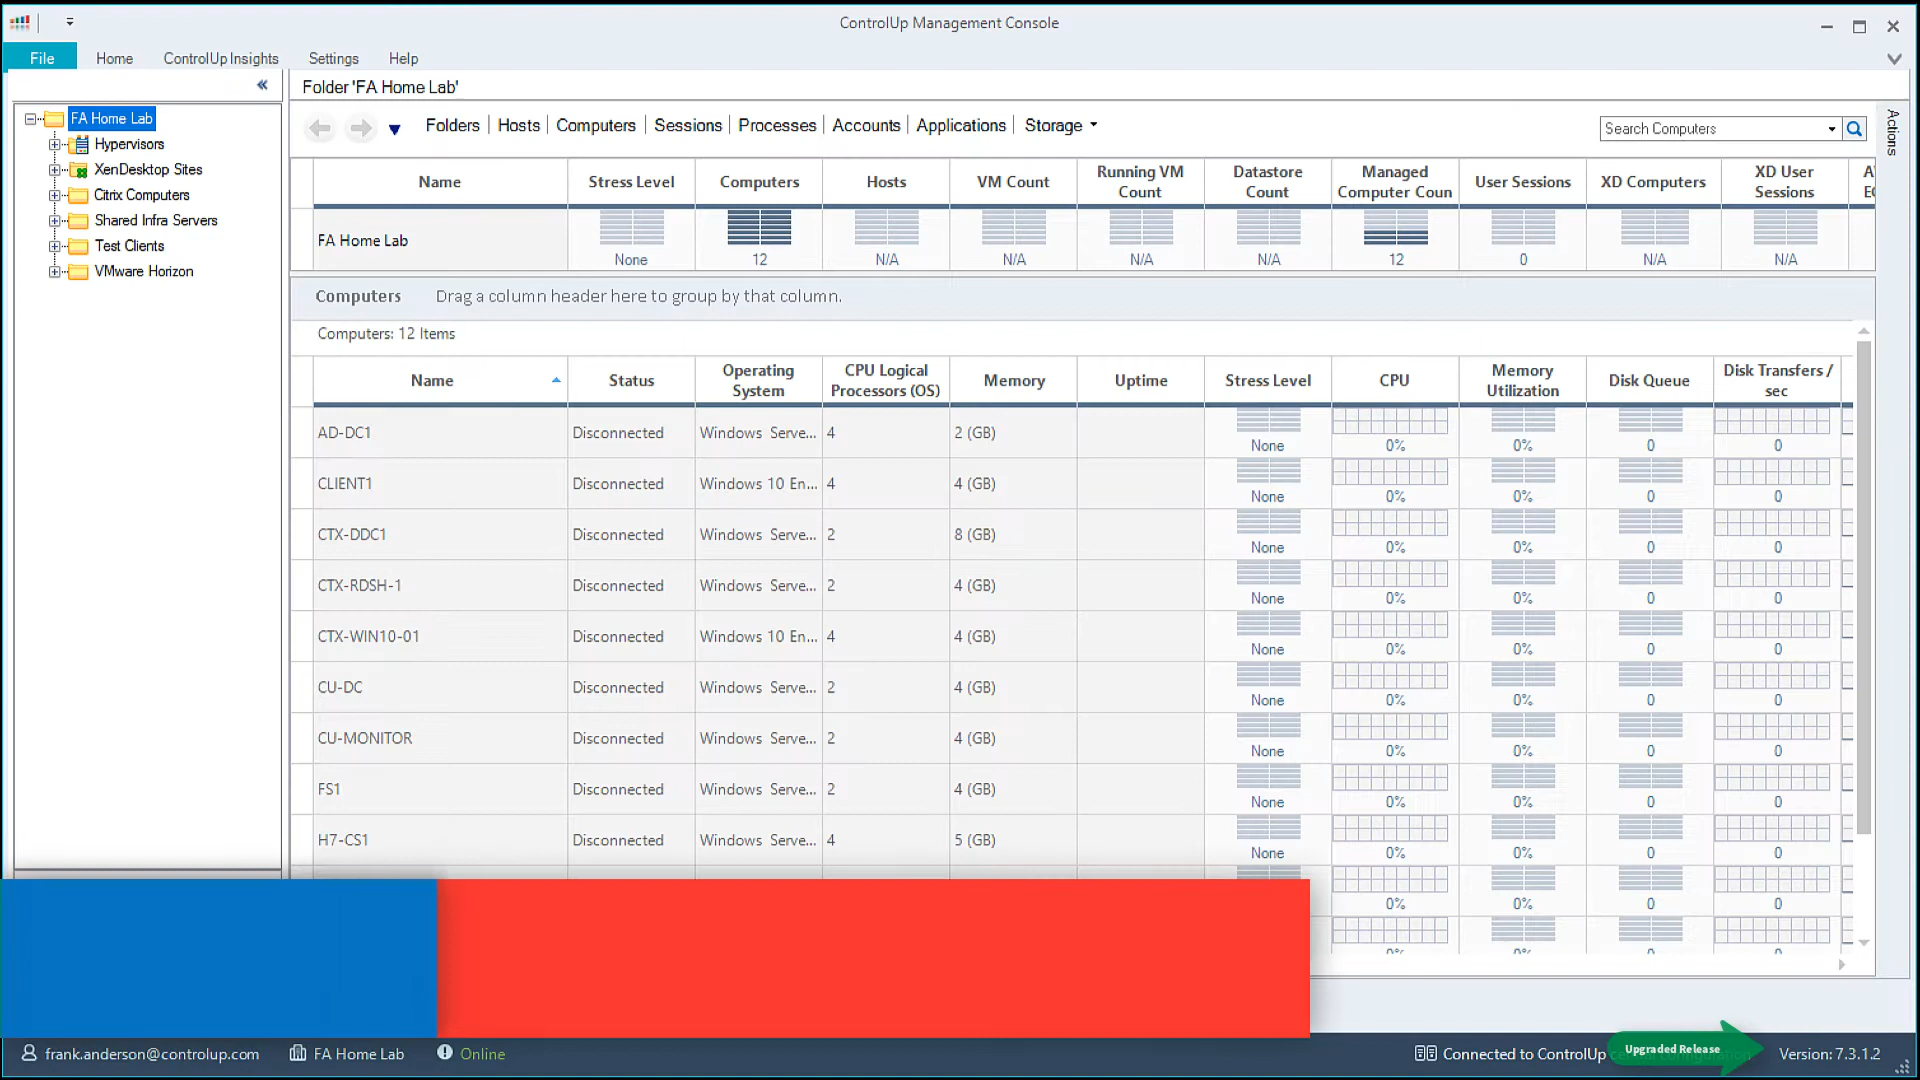 ControlUp Management Console
File Home ControlUp Insights Settings Help
Folder 'FA Home Lab'
FA Home Lab
Hypervisors
XenDesktop Sites
Citrix Computers
Shared Infra Servers
Test Clients
VMware Horizon
Folders Hosts Computers Sessions Processes Accounts Applications Storage
Search Computers
Actions
Name Stress Level Computers Hosts VM Count Running VM Count Datastore Count Managed Computer Coun User Sessions XD Computers XD User Sessions
FA Home Lab None 12 N/A N/A N/A N/A 12 0 N/A N/A
Computers Drag a column header here to group by that column.
Computers: 12 Items
Name Status Operating System CPU Logical Processors (OS) Memory Uptime Stress Level CPU Memory Utilization Disk Queue Disk Transfers / sec
AD-DC1 Disconnected Windows Serve... 4 2 (GB) None 0% 0% 0 0
CLIENT1 Disconnected Windows 10 En... 4 4 (GB) None 0% 0% 0 0
CTX-DDC1 Disconnected Windows Serve... 2 8 (GB) None 0% 0% 0 0
CTX-RDSH-1 Disconnected Windows Serve... 2 4 (GB) None 0% 0% 0 0
CTX-WIN10-01 Disconnected Windows 10 En... 4 4 (GB) None 0% 0% 0 0
CU-DC Disconnected Windows Serve... 2 4 (GB) None 0% 0% 0 0
CU-MONITOR Disconnected Windows Serve... 2 4 (GB) None 0% 0% 0 0
FS1 Disconnected Windows Serve... 2 4 (GB) None 0% 0% 0 0
H7-CS1 Disconnected Windows Serve... 4 5 (GB) None 0% 0% 0 0
0% 0% 0 0
frank.anderson@controlup.com FA Home Lab Online Connected to ControlUp Upgraded Release Version: 7.3.1.2